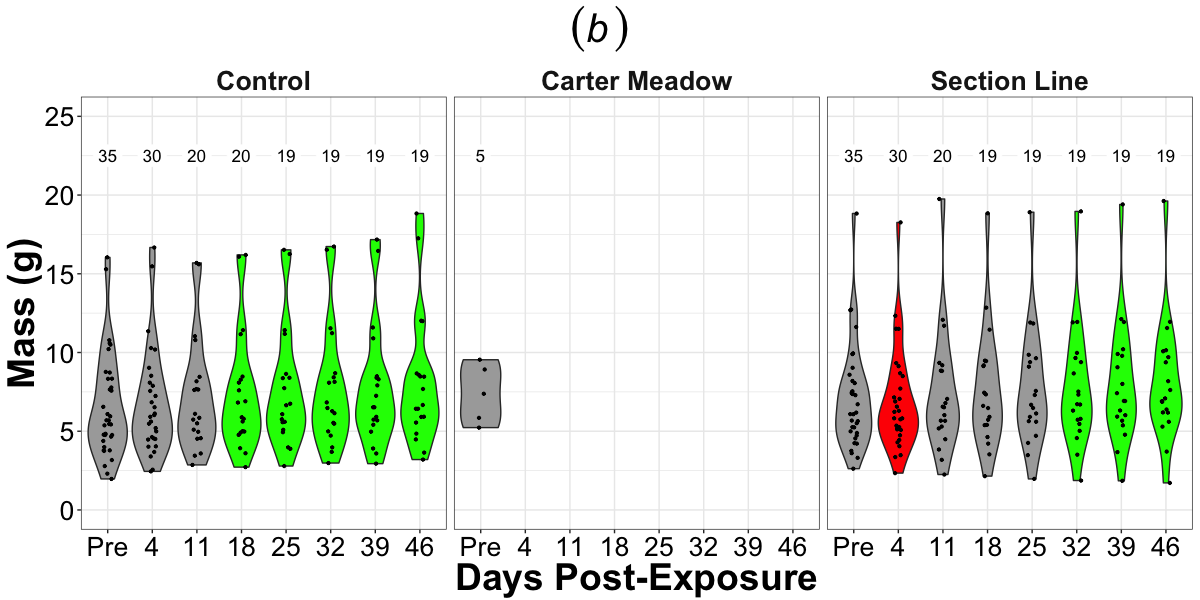 (b)
Control Carter Meadow Section Line
25
35 30 20 20 19 19 19 19 5 35 30 20 19 19 19 19 19
20
15
10
5
0
Mass (g)
Pre 4 11 18 25 32 39 46 Pre 4 11 18 25 32 39 46 Pre 4 11 18 25 32 39 46
Days Post-Exposure